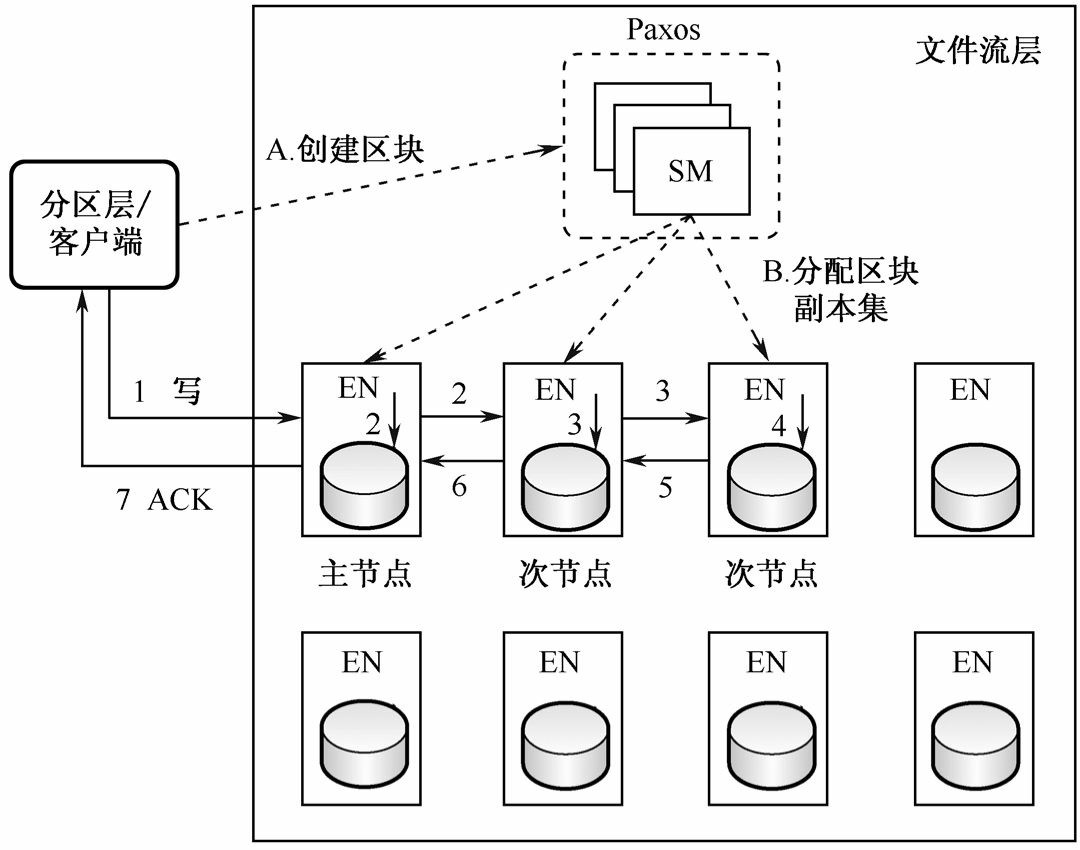 Paxos
文件流层
A.创建区块
SM
分区层/
客户端
B.分配区块
副本集
EN
EN
EN
EN
1 写
2
2
3
3
4
6
5
7 ACK
主节点
次节点
次节点
EN
EN
EN
EN